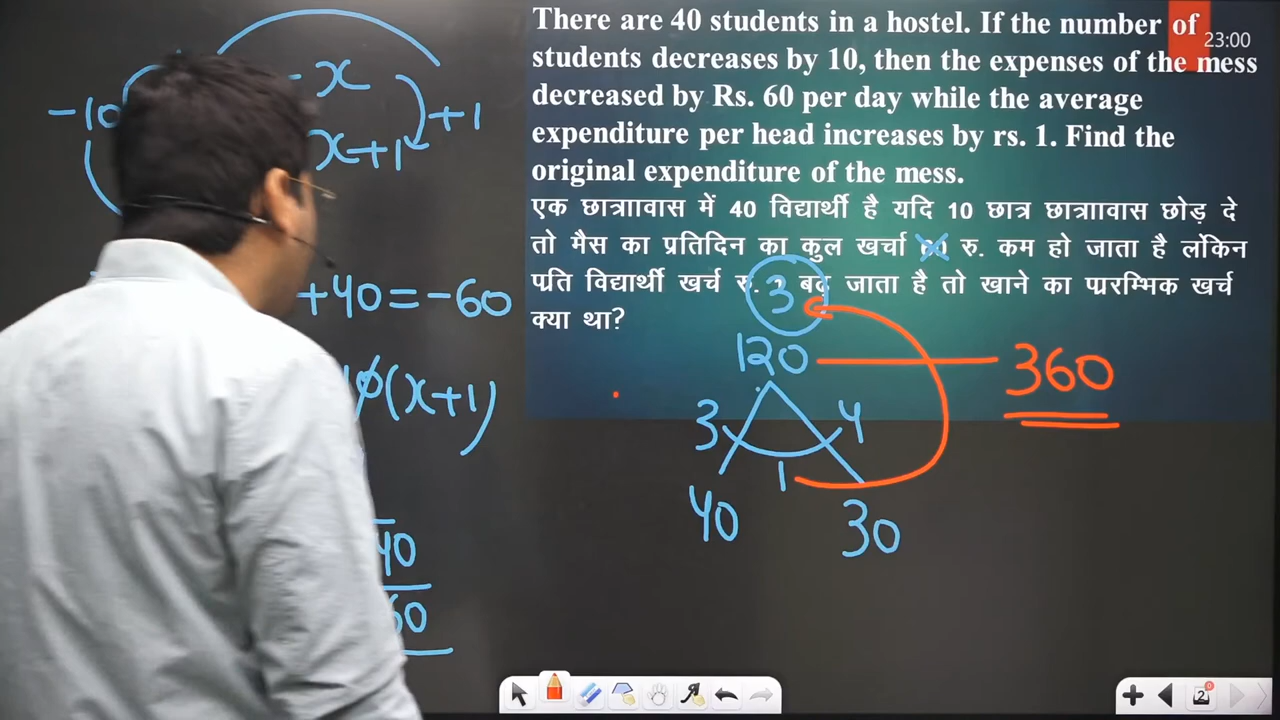 There are 40 students in a hostel. If the number of
students decreases by 10, then the expenses of the mess
decreased by Rs. 60 per day while the average
expenditure per head increases by rs. 1. Find the
original expenditure of the mess.
एक छात्राावास में 40 विद्यार्थी है यदि 10 छात्र छात्राावास छोड़ दे
तो मैस का प्रतिदिन का कुल खर्चा रु. कम हो जाता है लेकिन
प्रति विद्यार्थी खर्च रु. बढ़ जाता है तो खाने का प्रारम्भिक खर्च
क्या था?
23:00
-10
x
x+1
+1
+40=-60
(x+1)
40
60
3
120
360
3
4
1
40
30
2
0